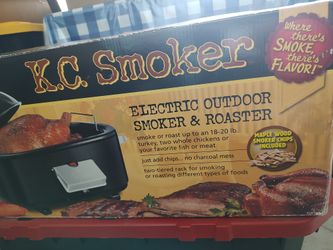 K.C. Smoker
Where
there's
SMOKE,
there's
FLAVOR!"
ELECTRIC OUTDOOR
SMOKER & ROASTER
smoke or roast up to an 18-20 lb.
turkey, two whole chickens or
your favorite fish or meat
just add chips... no charcoal mess
two-tiered rack for smoking
or roasting different types of foods
MAPLE WOOD
SMOKER CHIPS
INCLUDED